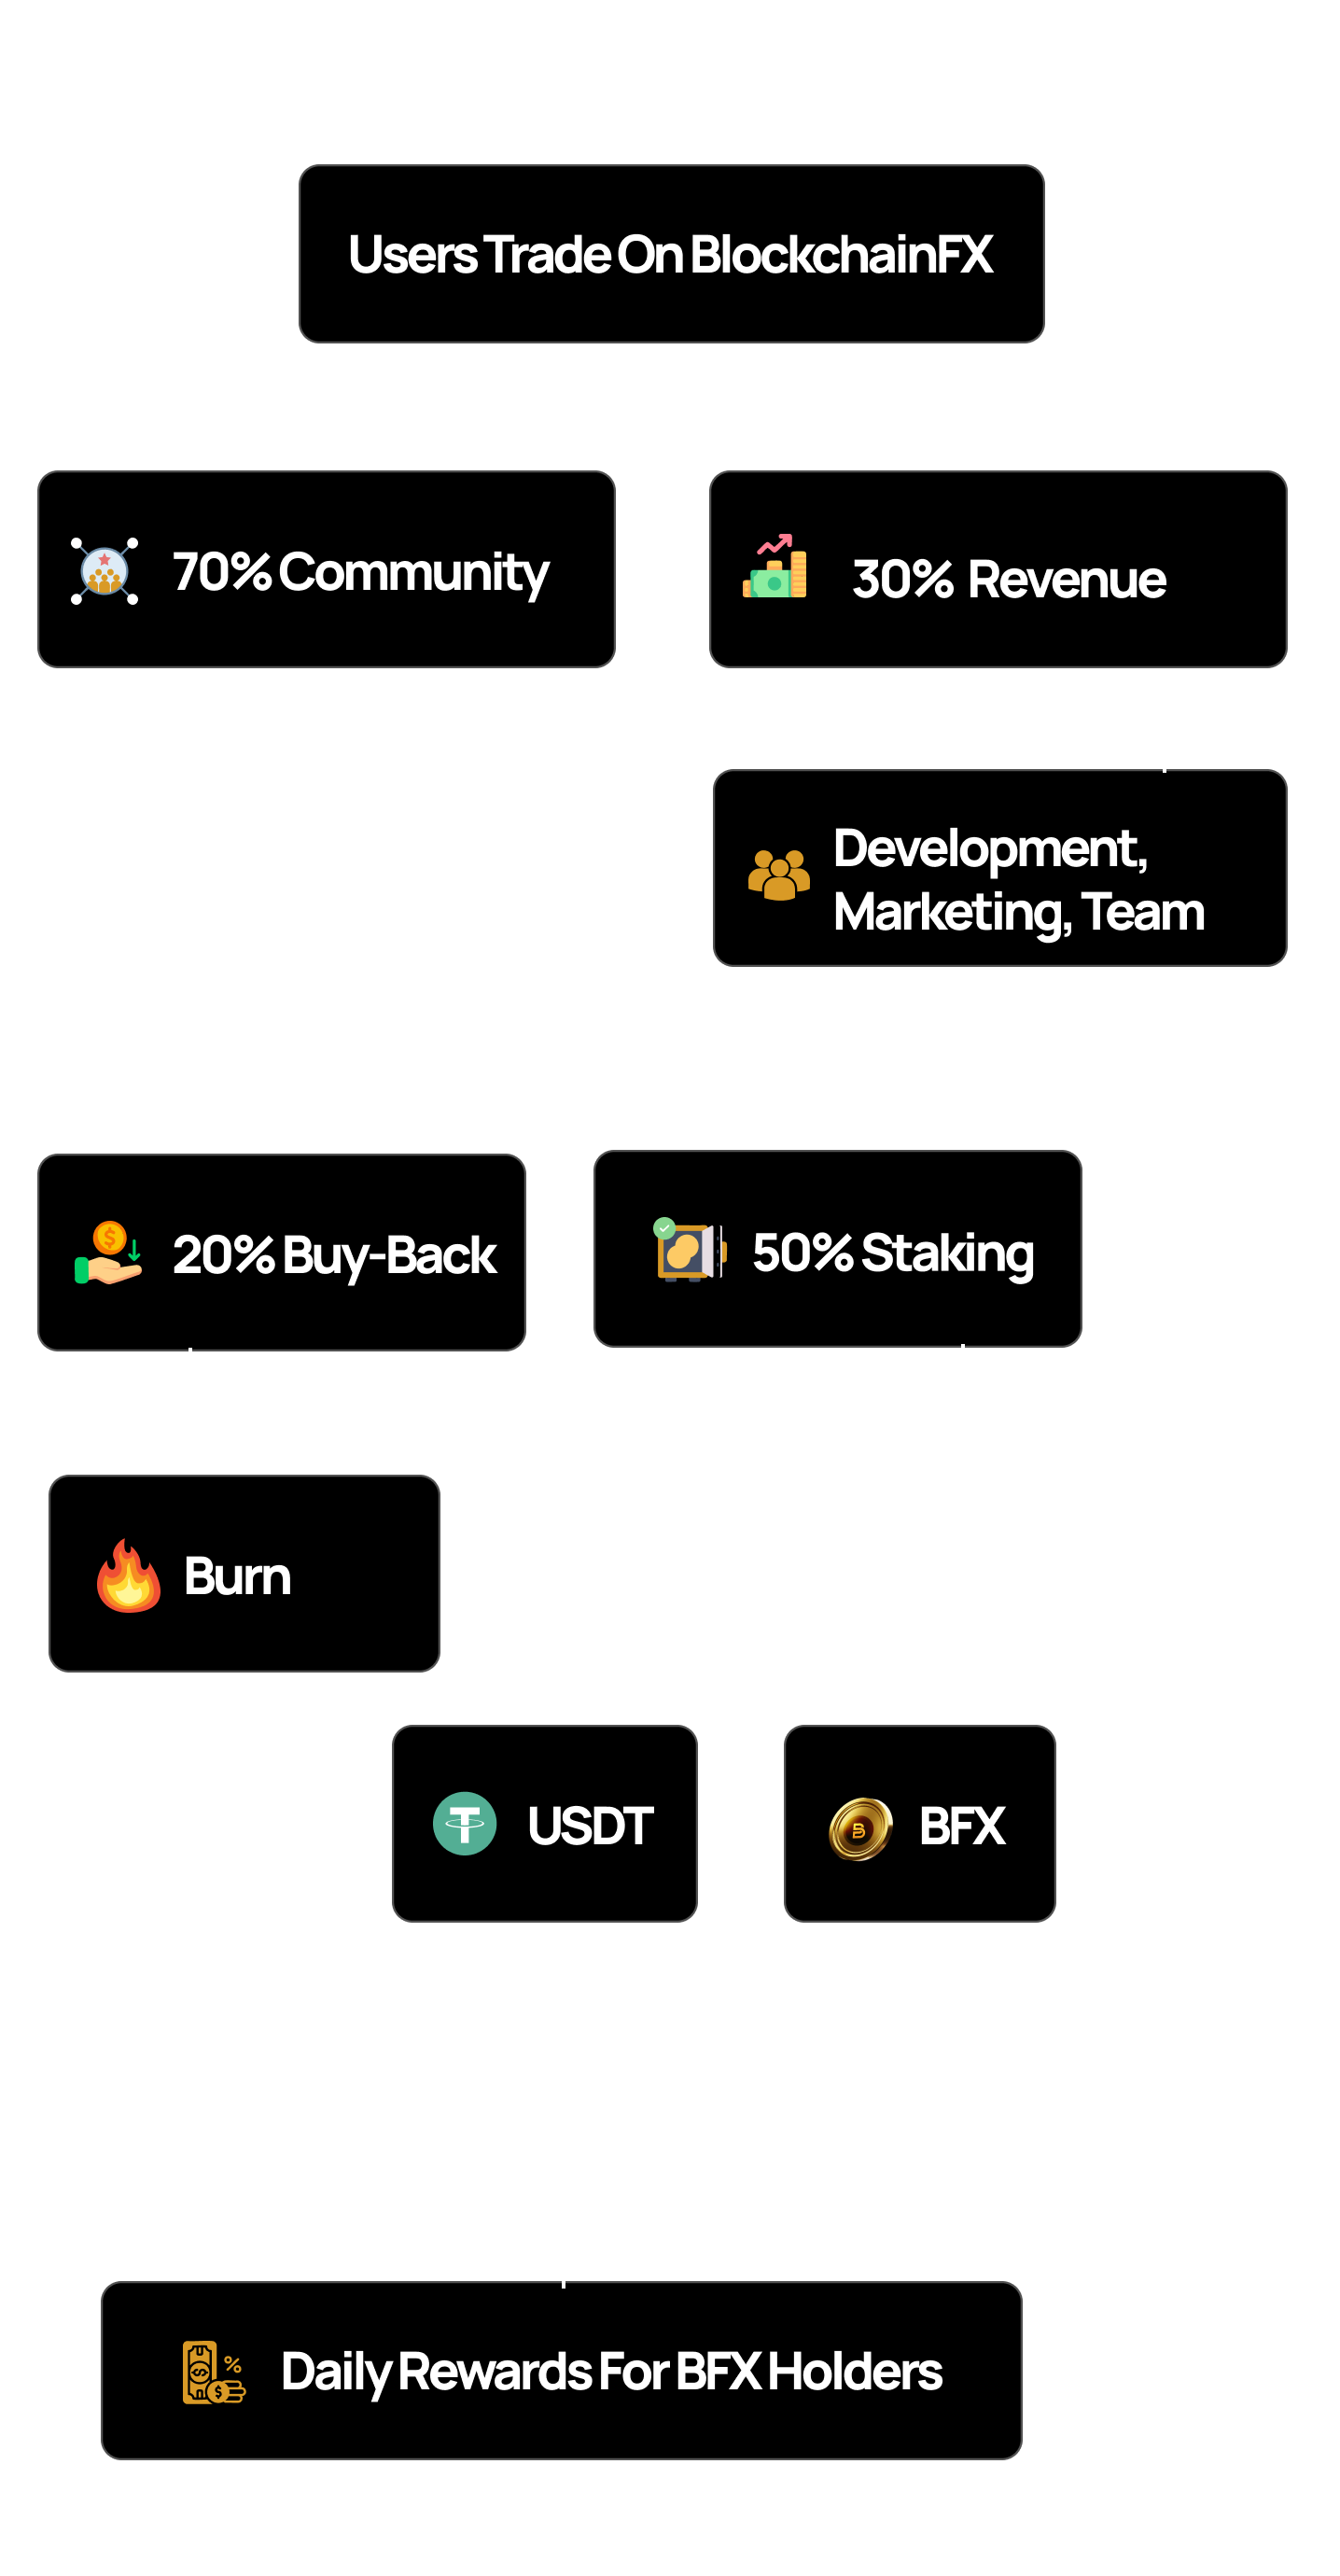 Users Trade On BlockchainFX
70% Community
30% Revenue
Development,
Marketing, Team
20% Buy-Back
50% Staking
Burn
USDT
BFX
Daily Rewards For BFX Holders